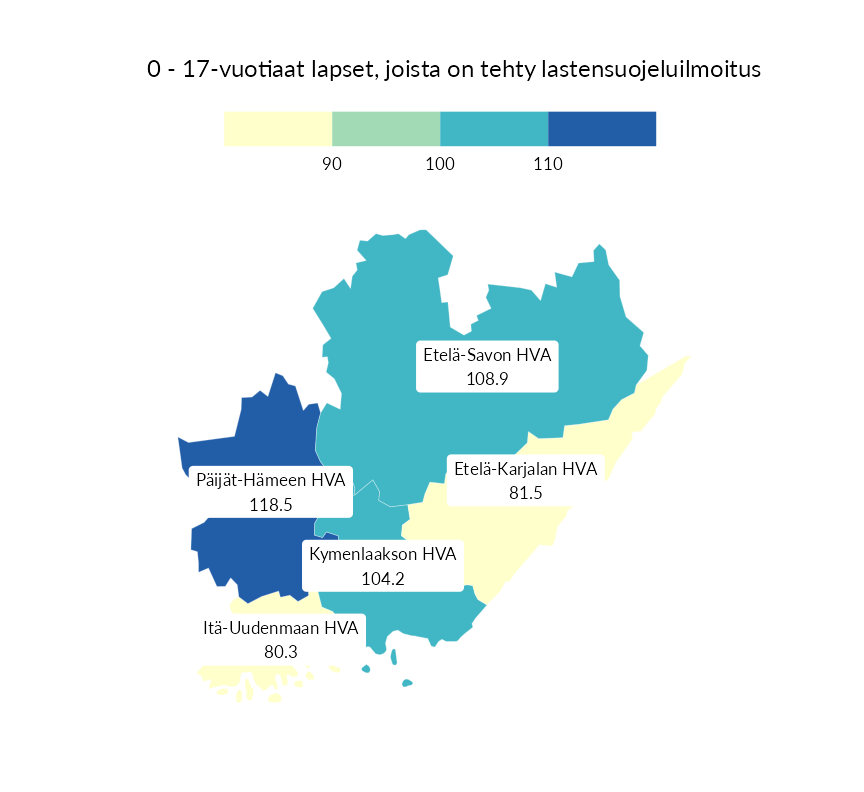 0 - 17-vuotiaat lapset, joista on tehty lastensuojeluilmoitus
90 100 110
Etelä-Savon HVA
108.9
Etelä-Karjalan HVA
81.5
Päijät-Hämeen HVA
118.5
Kymenlaakson HVA
104.2
Itä-Uudenmaan HVA
80.3